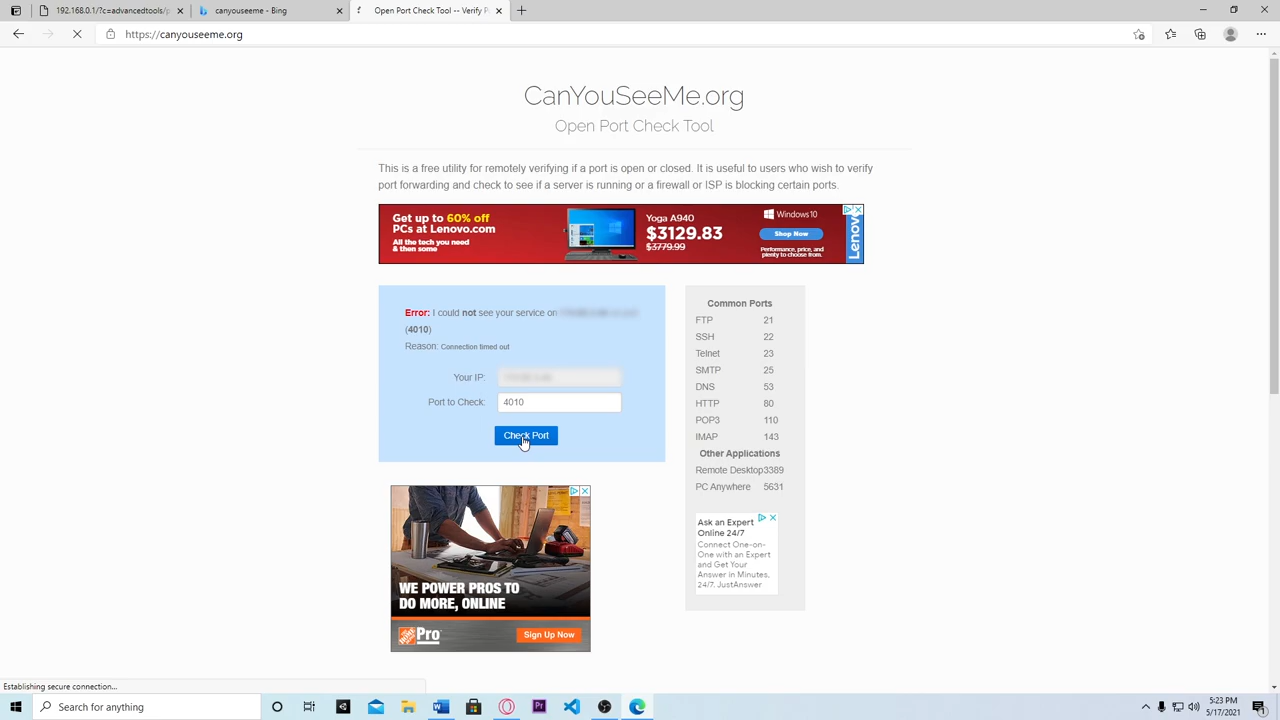 192.168.0.1/?c=advancedtools/p
canyouseeme - Bing
Open Port Check Tool -- Verify P
https://canyouseeme.org
CanYouSeeMe.org
Open Port Check Tool
This is a free utility for remotely verifying if a port is open or closed. It is useful to users who wish to verify
port forwarding and check to see if a server is running or a firewall or ISP is blocking certain ports.
Get up to 60% off
PCs at Lenovo.com
All the tech you need
& then some
Yoga A940
$3129.83
$3779.99
Windows10
Shop Now
Performance, price, and
plenty to choose from.
Lenovo
Error: I could not see your service on
(4010)
Reason: Connection timed out
Your IP:
Port to Check: 4010
Check Port
Common Ports
FTP 21
SSH 22
Telnet 23
SMTP 25
DNS 53
HTTP 80
POP3 110
IMAP 143
Other Applications
Remote Desktop3389
PC Anywhere 5631
Ask an Expert
Online 24/7
Connect One-on-
One with an Expert
and Get Your
Answer in Minutes,
24/7. JustAnswer
WE POWER PROS TO
DO MORE, ONLINE
Pro
Sign Up Now
Establishing secure connection...
Search for anything
5:23 PM
5/17/2021